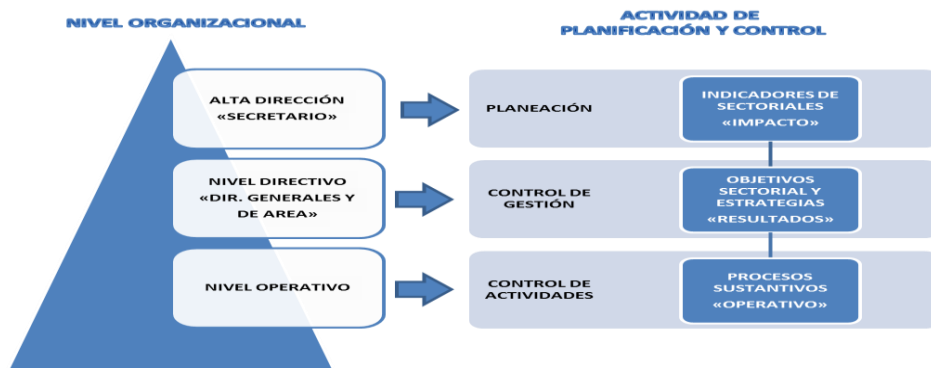 NIVEL ORGANIZACIONAL
ACTIVIDAD DE
PLANIFICACIÓN Y CONTROL
ALTA DIRECCIÓN
«SECRETARIO»
PLANEACIÓN
INDICADORES DE
SECTORIALES
«IMPACTO»
NIVEL DIRECTIVO
«DIR. GENERALES Y
DE AREA»
CONTROL DE
GESTIÓN
OBJETIVOS
SECTORIAL Y
ESTRATEGIAS
«RESULTADOS»
NIVEL OPERATIVO
CONTROL DE
ACTIVIDADES
PROCESOS
SUSTANTIVOS
«OPERATIVO»